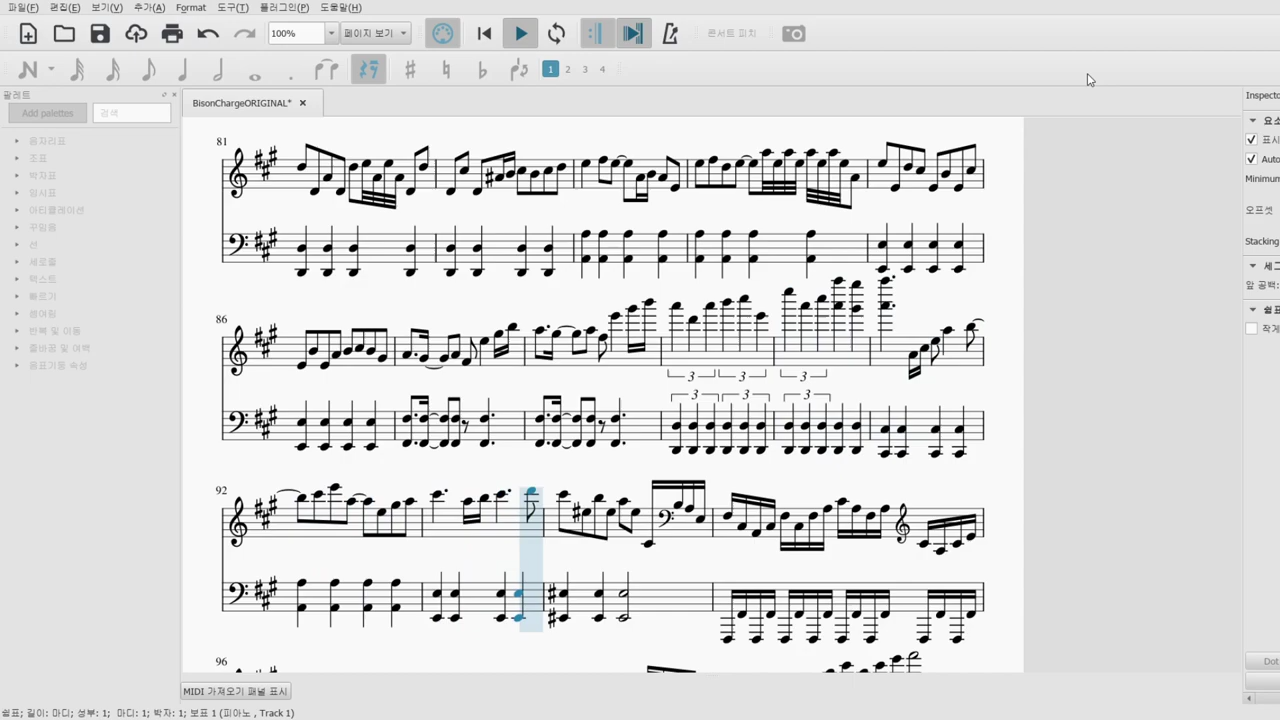 파일(F) 편집(E) 보기(V) 추가(A) Format 도구(T) 플러그인(P) 도움말(H)
100% 페이지 보기 콘서트 피치
1 2 3 4
팔레트
Add palettes 검색
BisonChargeORIGINAL*
Inspecto
음자리표
조표
박자표
임시표
아티큘레이션
꾸밈음
선
세로줄
텍스트
빠르기
셈여림
반복 및 이동
줄바꿈 및 여백
음표기둥 속성
요소
표시
Auto
Minimum
오프셋
Stacking
세그
앞 공백:
쉼표
작게
81
86
3 3 3
3 3 3
92
96
Dot
MIDI 가져오기 패널 표시
쉼표; 길이: 마디; 성부: 1; 마디: 1; 박자: 1; 보표 1 (피아노 , Track 1)